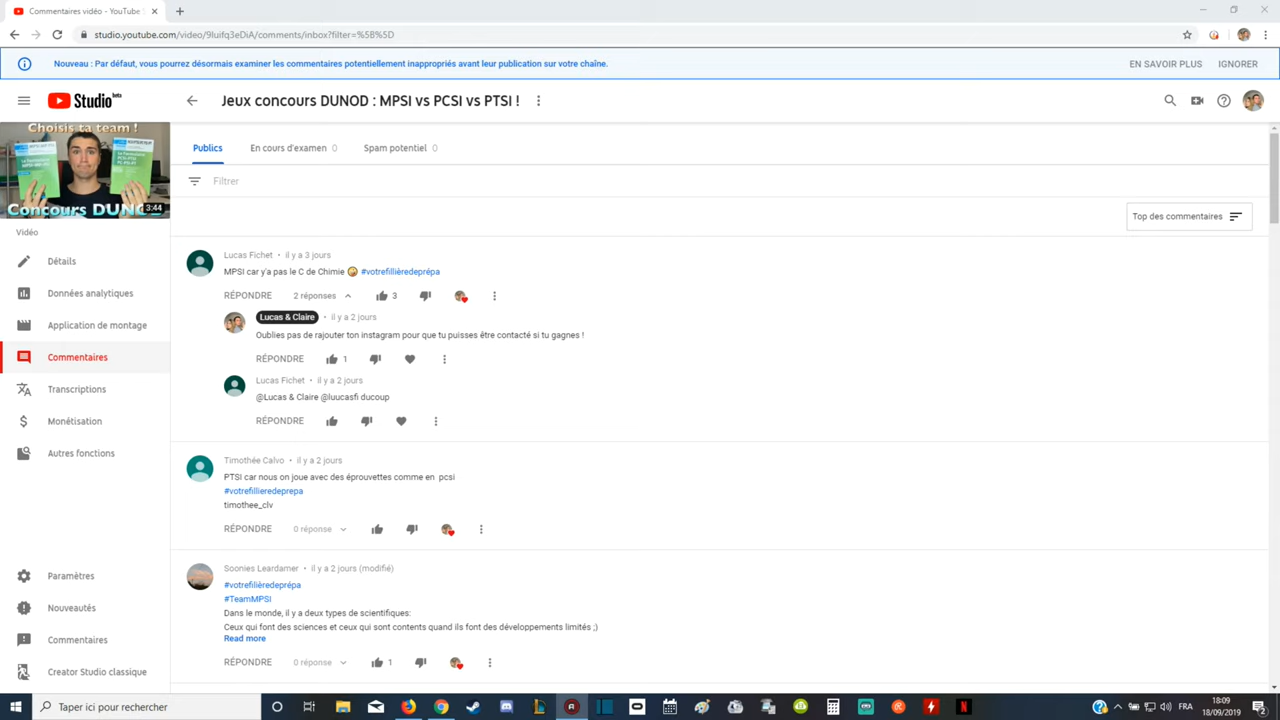 Commentaires vidéo - YouTube S
studio.youtube.com/video/9luifq3eDiA/comments/inbox?filter=%5B%5D
Nouveau : Par défaut, vous pourrez désormais examiner les commentaires potentiellement inappropriés avant leur publication sur votre chaîne.
EN SAVOIR PLUS
IGNORER
Studio beta
Jeux concours DUNOD : MPSI vs PCSI vs PTSI !
Choisis ta team !
Concours DUNOD
3:44
Publics
En cours d'examen 0
Spam potentiel 0
Filtrer
Top des commentaires
Vidéo
Détails
Données analytiques
Application de montage
Commentaires
Transcriptions
Monétisation
Autres fonctions
Paramètres
Nouveautés
Commentaires
Creator Studio classique
Lucas Fichet • il y a 3 jours
MPSI car y'a pas le C de Chimie 🤪 #votrefillièredeprépa
RÉPONDRE 2 réponses 3
Lucas & Claire • il y a 2 jours
Oublies pas de rajouter ton instagram pour que tu puisses être contacté si tu gagnes !
RÉPONDRE 1
Lucas Fichet • il y a 2 jours
@Lucas & Claire @luucasfi ducoup
RÉPONDRE
Timothée Calvo • il y a 2 jours
PTSI car nous on joue avec des éprouvettes comme en pcsi
#votrefillieredeprepa
timothee_clv
RÉPONDRE 0 réponse
Soonies Leardamer • il y a 2 jours (modifié)
#votrefilièredeprépa
#TeamMPSI
Dans le monde, il y a deux types de scientifiques:
Ceux qui font des sciences et ceux qui sont contents quand ils font des développements limités ;)
Read more
RÉPONDRE 0 réponse 1
Taper ici pour rechercher
FRA
18:09
18/09/2019
2